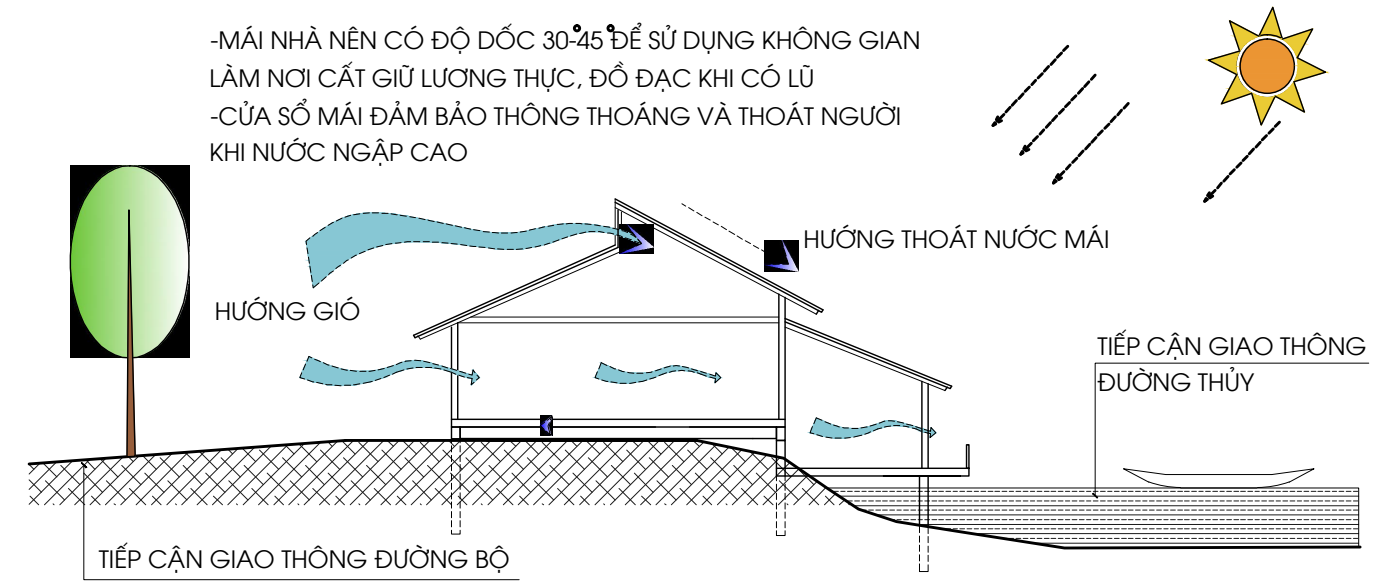 -MÁI NHÀ NÊN CÓ ĐỘ DỐC 30°-45° ĐỂ SỬ DỤNG KHÔNG GIAN
LÀM NƠI CẤT GIỮ LƯƠNG THỰC, ĐỒ ĐẠC KHI CÓ LŨ
-CỬA SỔ MÁI ĐẢM BẢO THÔNG THOÁNG VÀ THOÁT NGƯỜI
KHI NƯỚC NGẬP CAO
HƯỚNG THOÁT NƯỚC MÁI
HƯỚNG GIÓ
TIẾP CẬN GIAO THÔNG
ĐƯỜNG THỦY
TIẾP CẬN GIAO THÔNG ĐƯỜNG BỘ